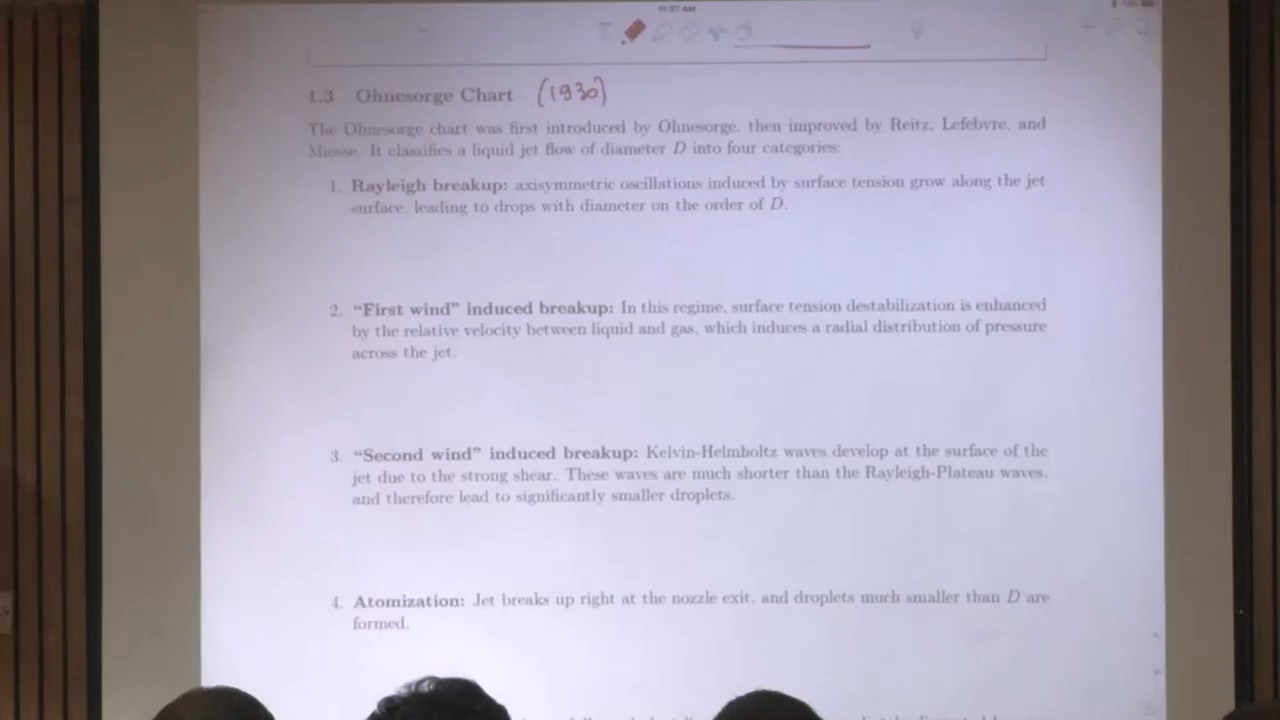 11:57 AM
1.3 Ohnesorge Chart (1930)
The Ohnesorge chart was first introduced by Ohnesorge, then improved by Reitz, Lefebvre, and
Miesse. It classifies a liquid jet flow of diameter D into four categories:
1. Rayleigh breakup: axisymmetric oscillations induced by surface tension grow along the jet
surface, leading to drops with diameter on the order of D.
2. “First wind” induced breakup: In this regime, surface tension destabilization is enhanced
by the relative velocity between liquid and gas, which induces a radial distribution of pressure
across the jet.
3. “Second wind” induced breakup: Kelvin-Helmholtz waves develop at the surface of the
jet due to the strong shear. These waves are much shorter than the Rayleigh-Plateau waves,
and therefore lead to significantly smaller droplets.
4. Atomization: Jet breaks up right at the nozzle exit, and droplets much smaller than D are
formed.